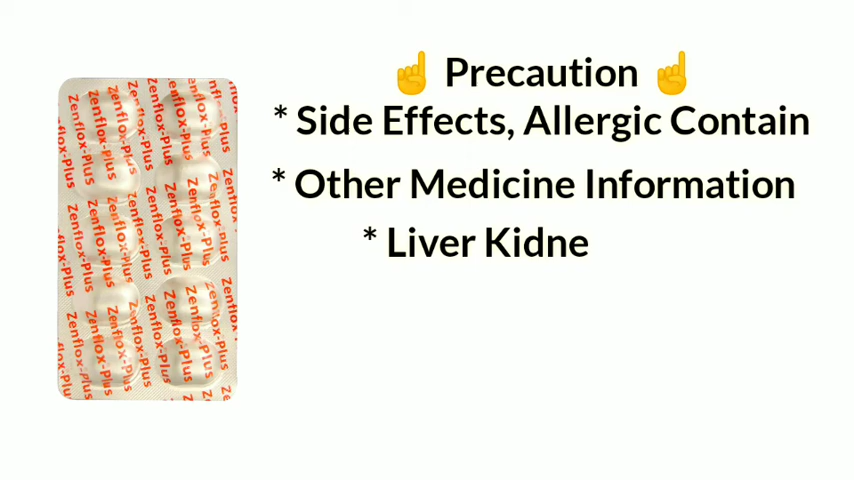 ☝ Precaution ☝
* Side Effects, Allergic Contain
* Other Medicine Information
* Liver Kidne
Zenflox-Plus